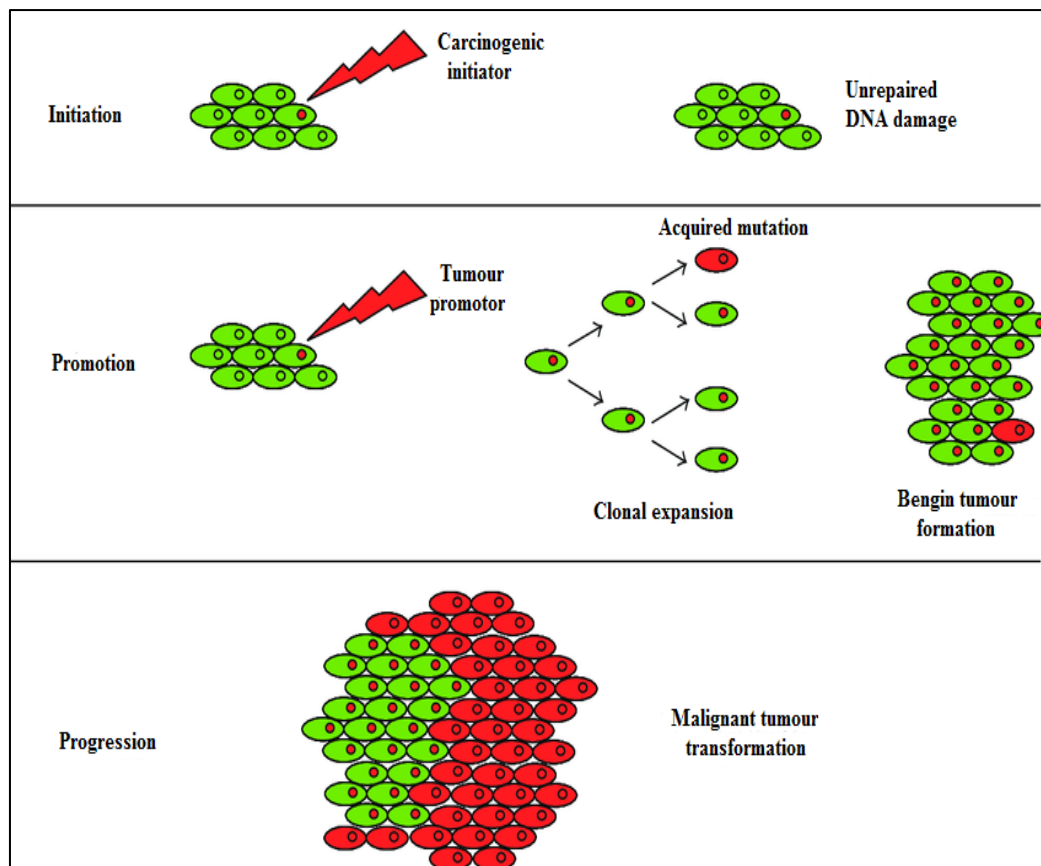 Initiation
Carcinogenic
initiator
Unrepaired
DNA damage
Promotion
Tumour
promotor
Acquired mutation
Clonal expansion
Bengin tumour
formation
Progression
Malignant tumour
transformation